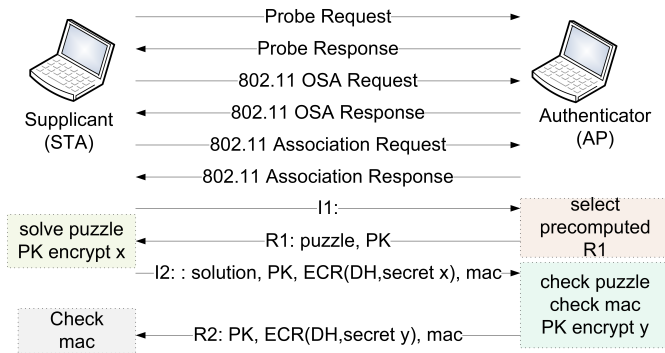 Probe Request
Probe Response
802.11 OSA Request
802.11 OSA Response
Supplicant
(STA)
Authenticator
(AP)
802.11 Association Request
802.11 Association Response
I1:
select
precomputed
R1
solve puzzle
PK encrypt x
R1: puzzle, PK
I2: : solution, PK, ECR(DH,secret x), mac
check puzzle
check mac
PK encrypt y
Check
mac
R2: PK, ECR(DH,secret y), mac